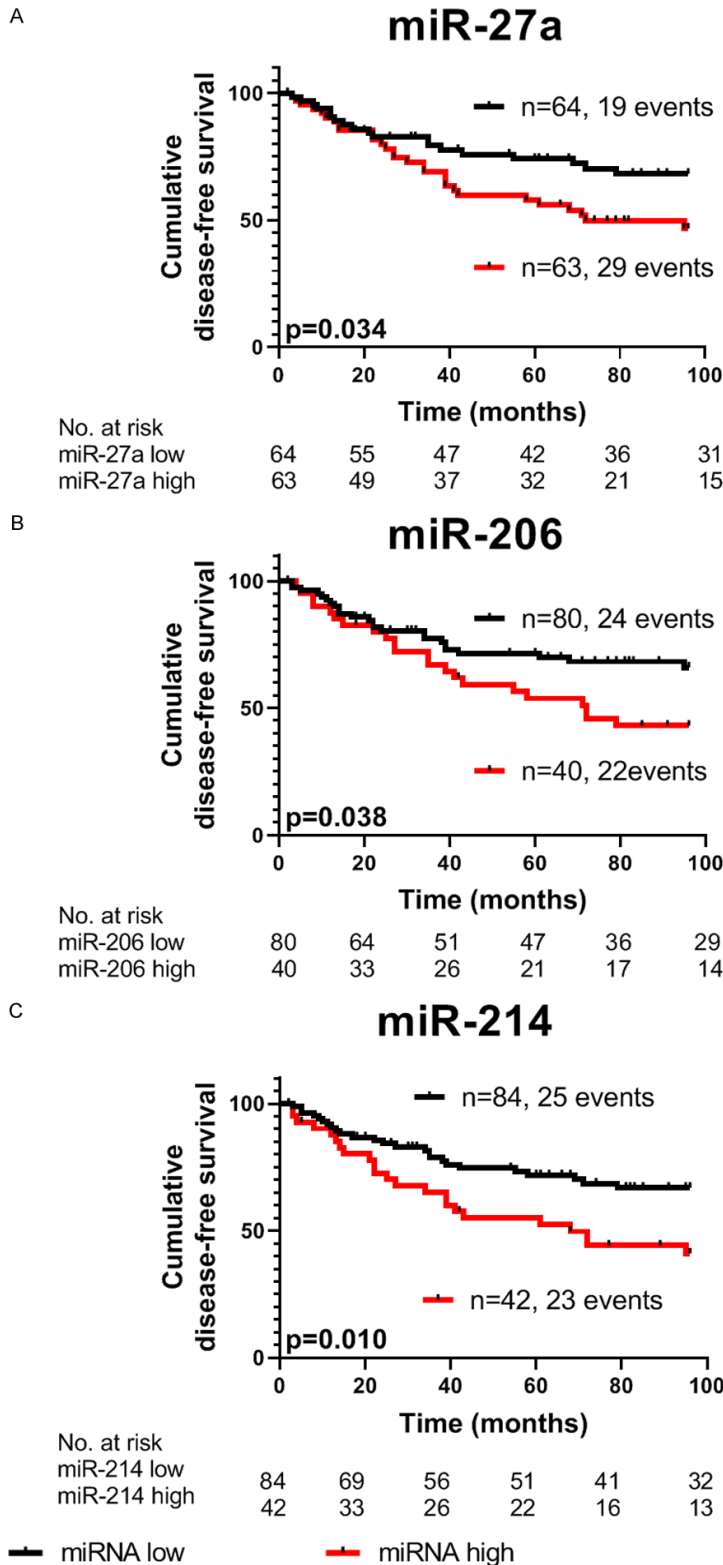 A
miR-27a
Cumulative
disease-free survival
100
50
0
n=64, 19 events
n=63, 29 events
p=0.034
0 20 40 60 80 100
Time (months)
No. at risk
miR-27a low 64 55 47 42 36 31
miR-27a high 63 49 37 32 21 15
B
miR-206
Cumulative
disease-free survival
100
50
0
n=80, 24 events
n=40, 22events
p=0.038
0 20 40 60 80 100
Time (months)
No. at risk
miR-206 low 80 64 51 47 36 29
miR-206 high 40 33 26 21 17 14
C
miR-214
Cumulative
disease-free survival
100
50
0
n=84, 25 events
n=42, 23 events
p=0.010
0 20 40 60 80 100
Time (months)
No. at risk
miR-214 low 84 69 56 51 41 32
miR-214 high 42 33 26 22 16 13
miRNA low miRNA high